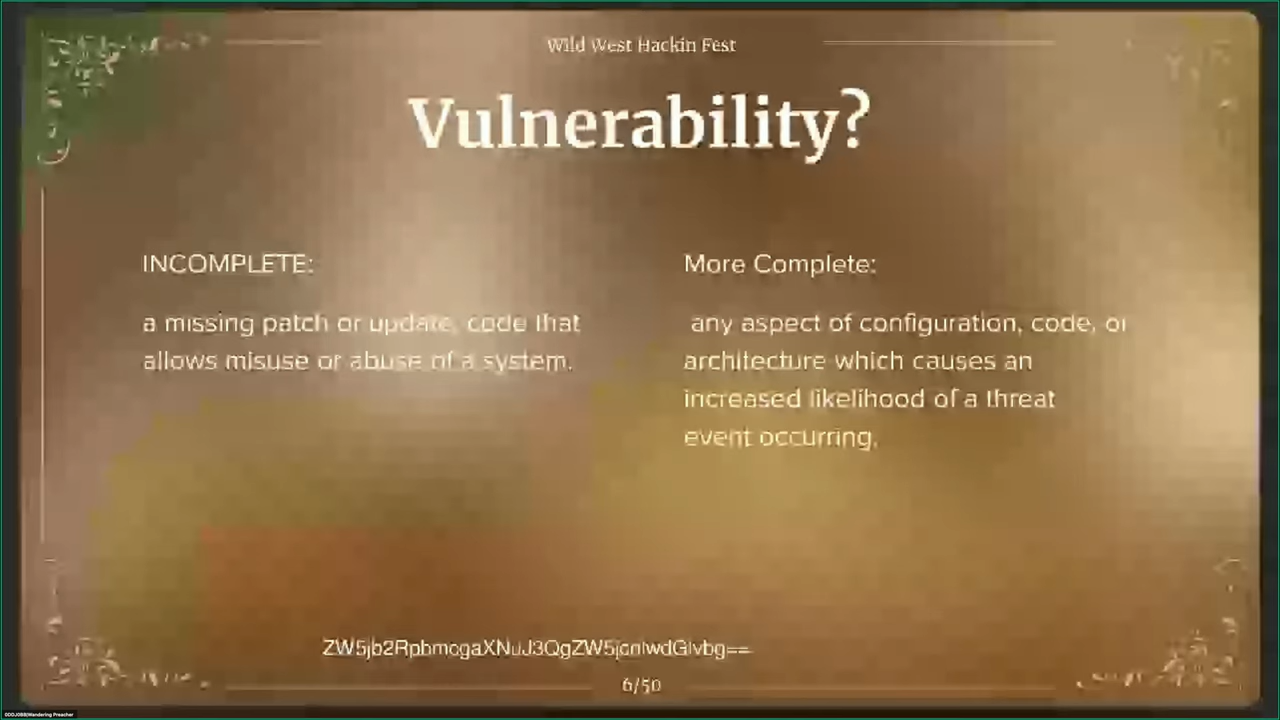 Wild West Hackin Fest
Vulnerability?
INCOMPLETE:
a missing patch or update, code that
allows misuse or abuse of a system.
More Complete:
any aspect of configuration, code, or
architecture which causes an
increased likelihood of a threat
event occurring.
ZW5jb2RpbmcgaXNuJ3QgZW5jcnlwdGlvbg==
6/50